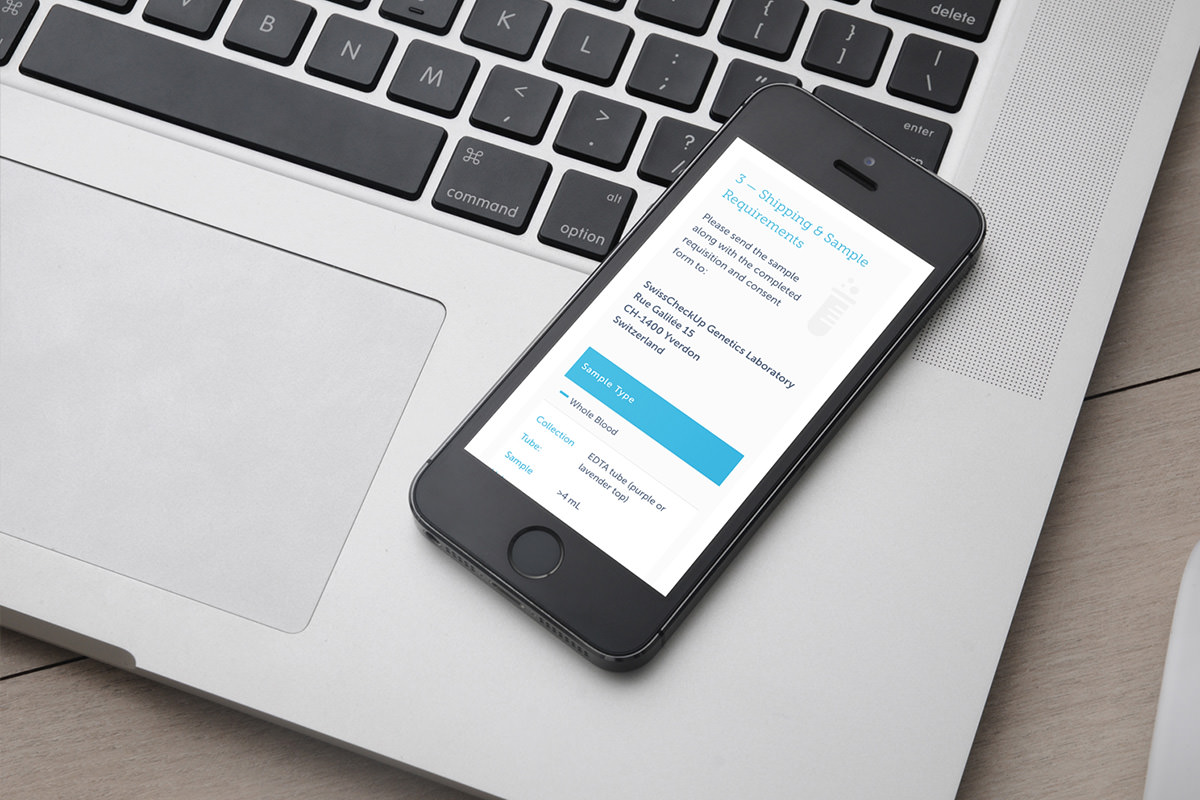 ⌘
B
N
M
K
L
:
;
<
,
>
.
?
/
{
[
}
]
"
|
\
delete
enter
⌘
command
alt
option
3 — Shipping & Sample
Requirements
Please send the sample
along with the completed
requisition and consent
form to:
SwissCheckUp Genetics Laboratory
Rue Galilée 15
CH-1400 Yverdon
Switzerland
Sample Type
Whole Blood
Collection
Tube:
EDTA tube (purple or
lavender top)
Sample
>4 mL